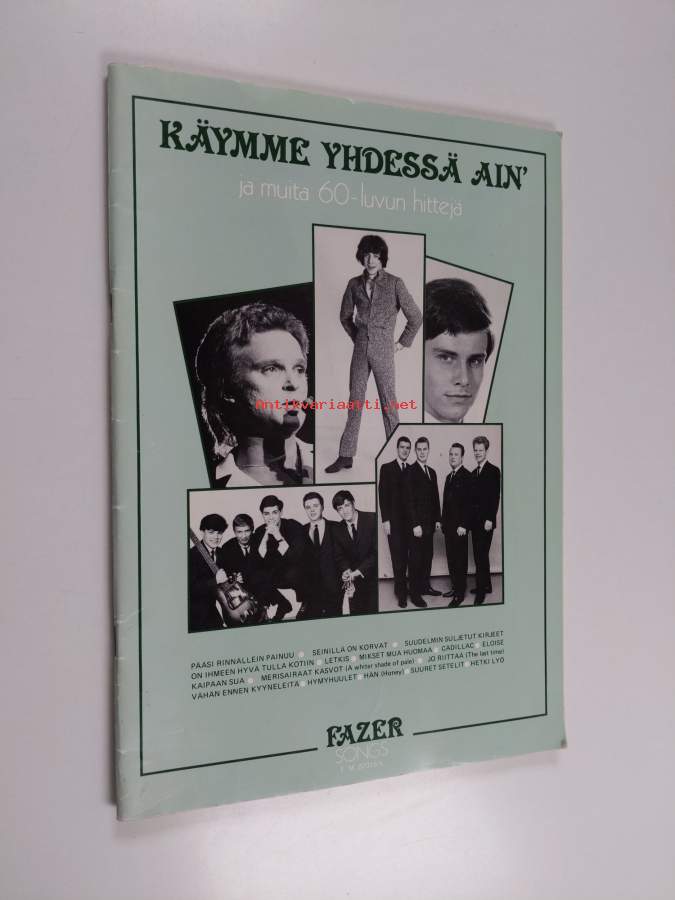 KÄYMME YHDESSÄ AIN'
ja muita 60-luvun hittejä
Antikvariaatti.net
PÄÄSI RINNALLEIN PAINUU • SEINILLÄ ON KORVAT • SUUDELMIN SULJETUT KIRJEET
ON IHMEEN HYVÄ TULLA KOTIIN • LETKIS • MIKSET MUA HUOMAA • CADILLAC • ELOISE
KAIPAAN SUA • MERISAIRAAT KASVOT (A whiter shade of pale) • JO RIITTÄÄ (The last time)
VÄHÄN ENNEN KYYNELEITÄ • HYMYHUULET • HÄN (Honey) • SUURET SETELIT • HETKI LYÖ
FAZER
SONGS